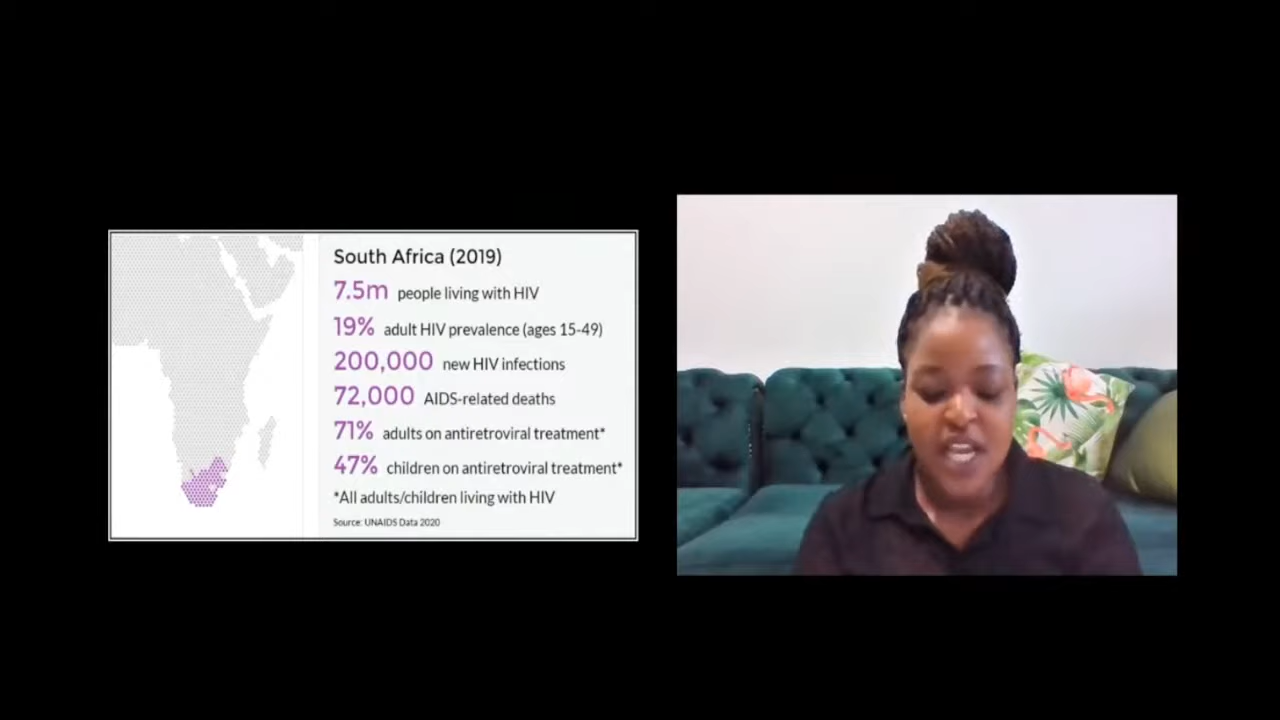 South Africa (2019)
7.5m people living with HIV
19% adult HIV prevalence (ages 15-49)
200,000 new HIV infections
72,000 AIDS-related deaths
71% adults on antiretroviral treatment*
47% children on antiretroviral treatment*
*All adults/children living with HIV
Source: UNAIDS Data 2020